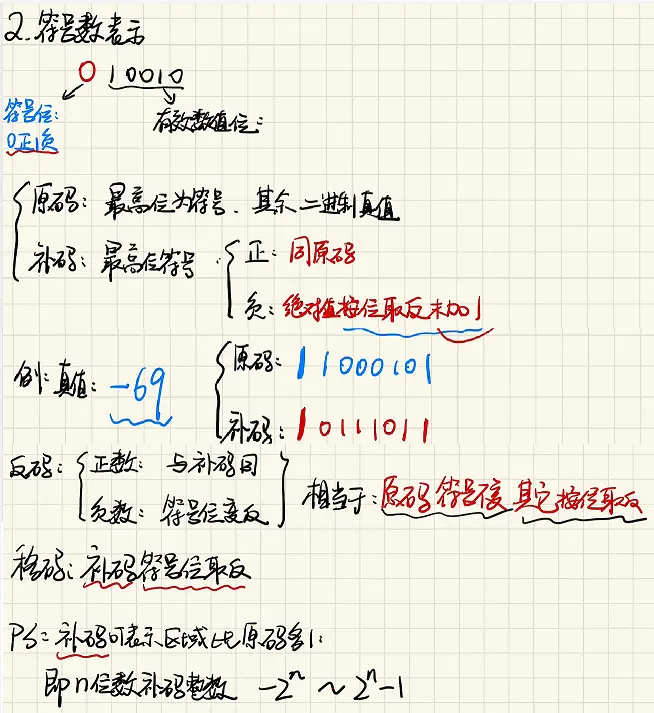 2.符号数表示
0 10010
符号位:
有效数值位:
0正1负
原码: 最高位为符号、其余二进制真值
补码: 最高位符号. 正: 同原码
负: 绝对值按位取反末加1
例: 真值: -69 原码: 11000101
补码: 10111011
反码: 正数: 与补码同
负数: 符号位变反
相当于: 原码符号不变 其它按位取反
移码: 补码符号位取反
PS: 补码可表示区域比原码多1:
即n位数补码整数 -2ⁿ ~ 2ⁿ-1